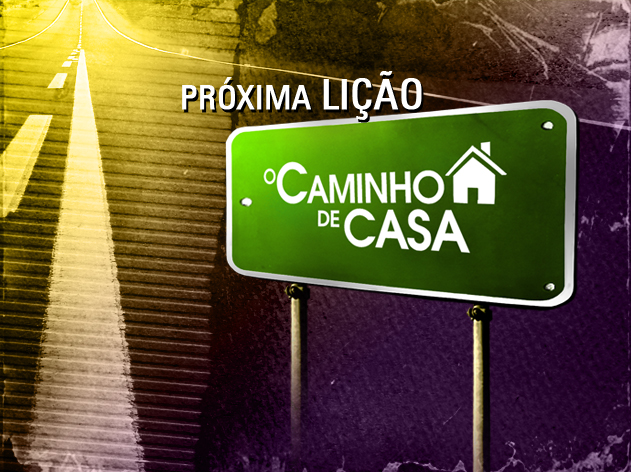 PRÓXIMA LIÇÃO
O CAMINHO
DE CASA